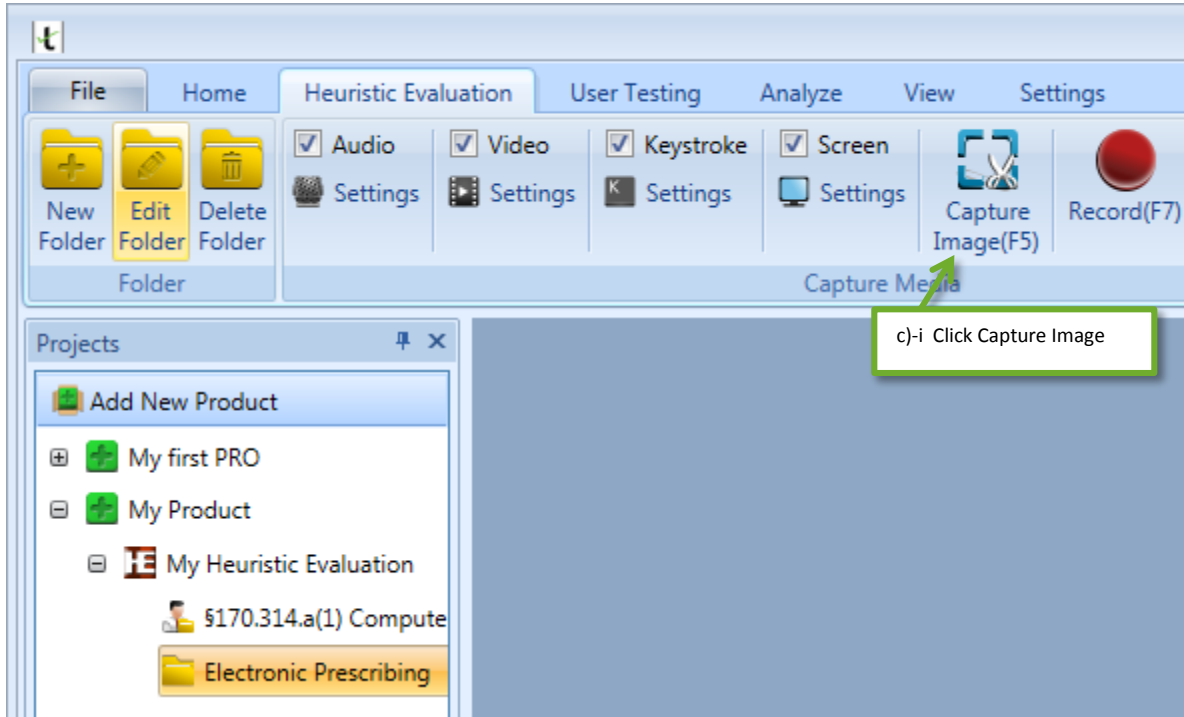 t
File Home Heuristic Evaluation User Testing Analyze View Settings
Audio Video Keystroke Screen
Settings Settings K Settings Settings
New Edit Delete Capture Record(F7)
Folder Folder Folder Image(F5)
Folder Capture Media
c)-i Click Capture Image
Projects
Add New Product
My first PRO
My Product
HE My Heuristic Evaluation
§170.314.a(1) Compute
Electronic Prescribing